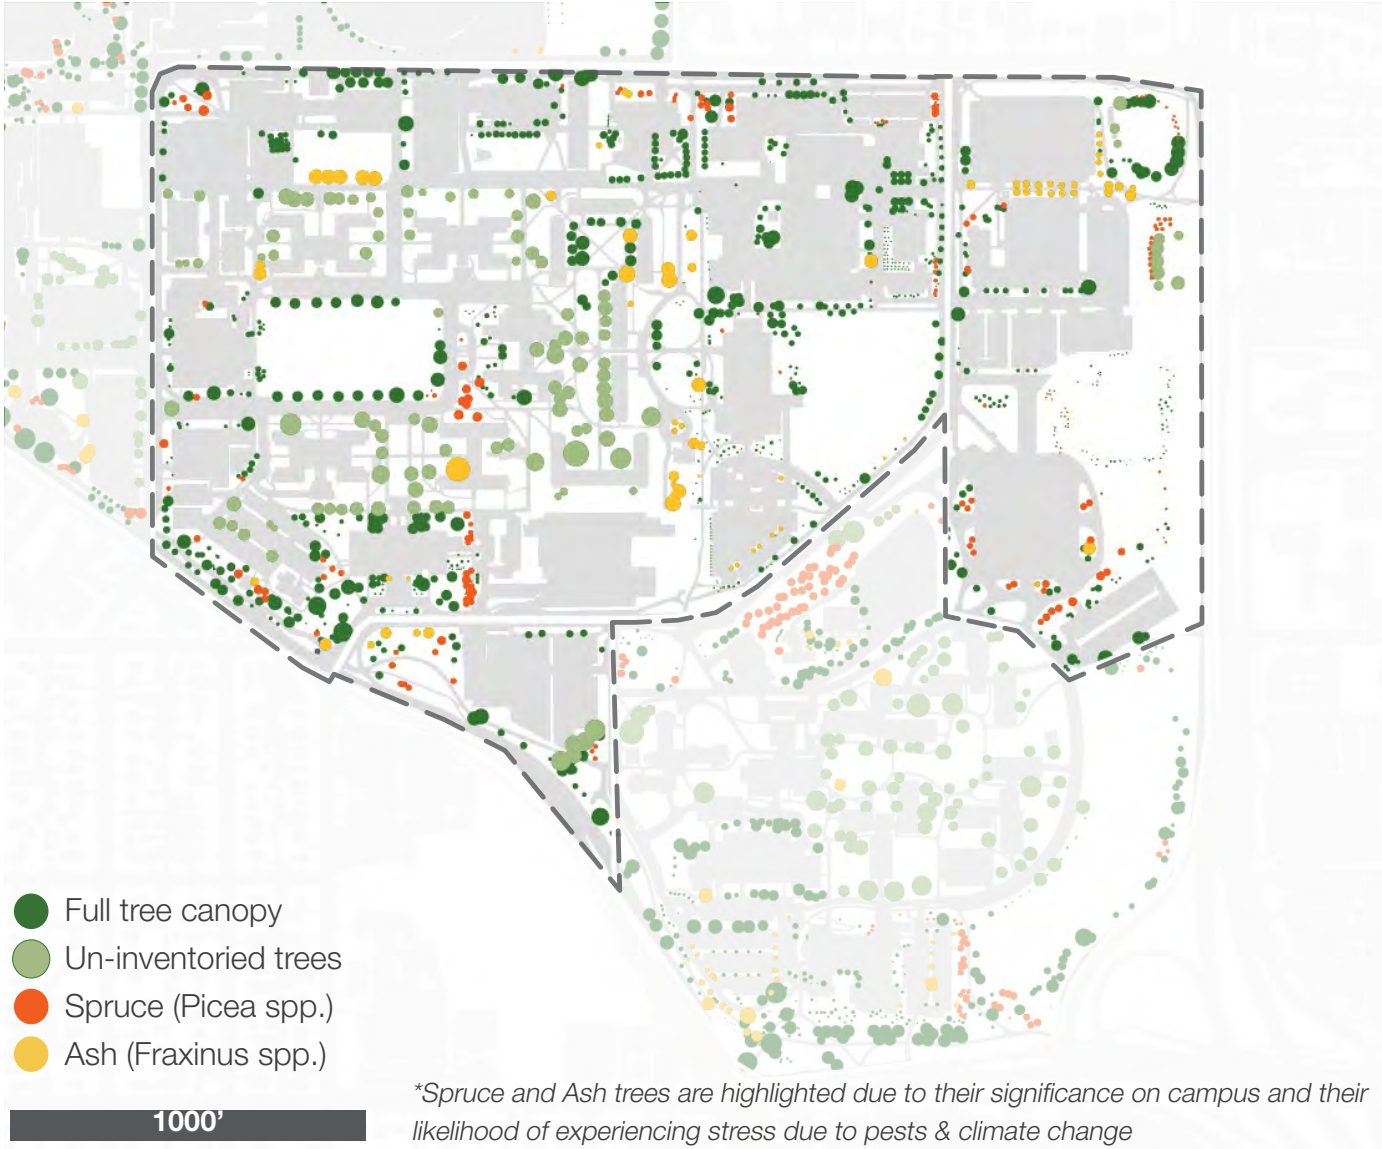 Full tree canopy
Un-inventoried trees
Spruce (Picea spp.)
Ash (Fraxinus spp.)
1000’
*Spruce and Ash trees are highlighted due to their significance on campus and their
likelihood of experiencing stress due to pests & climate change